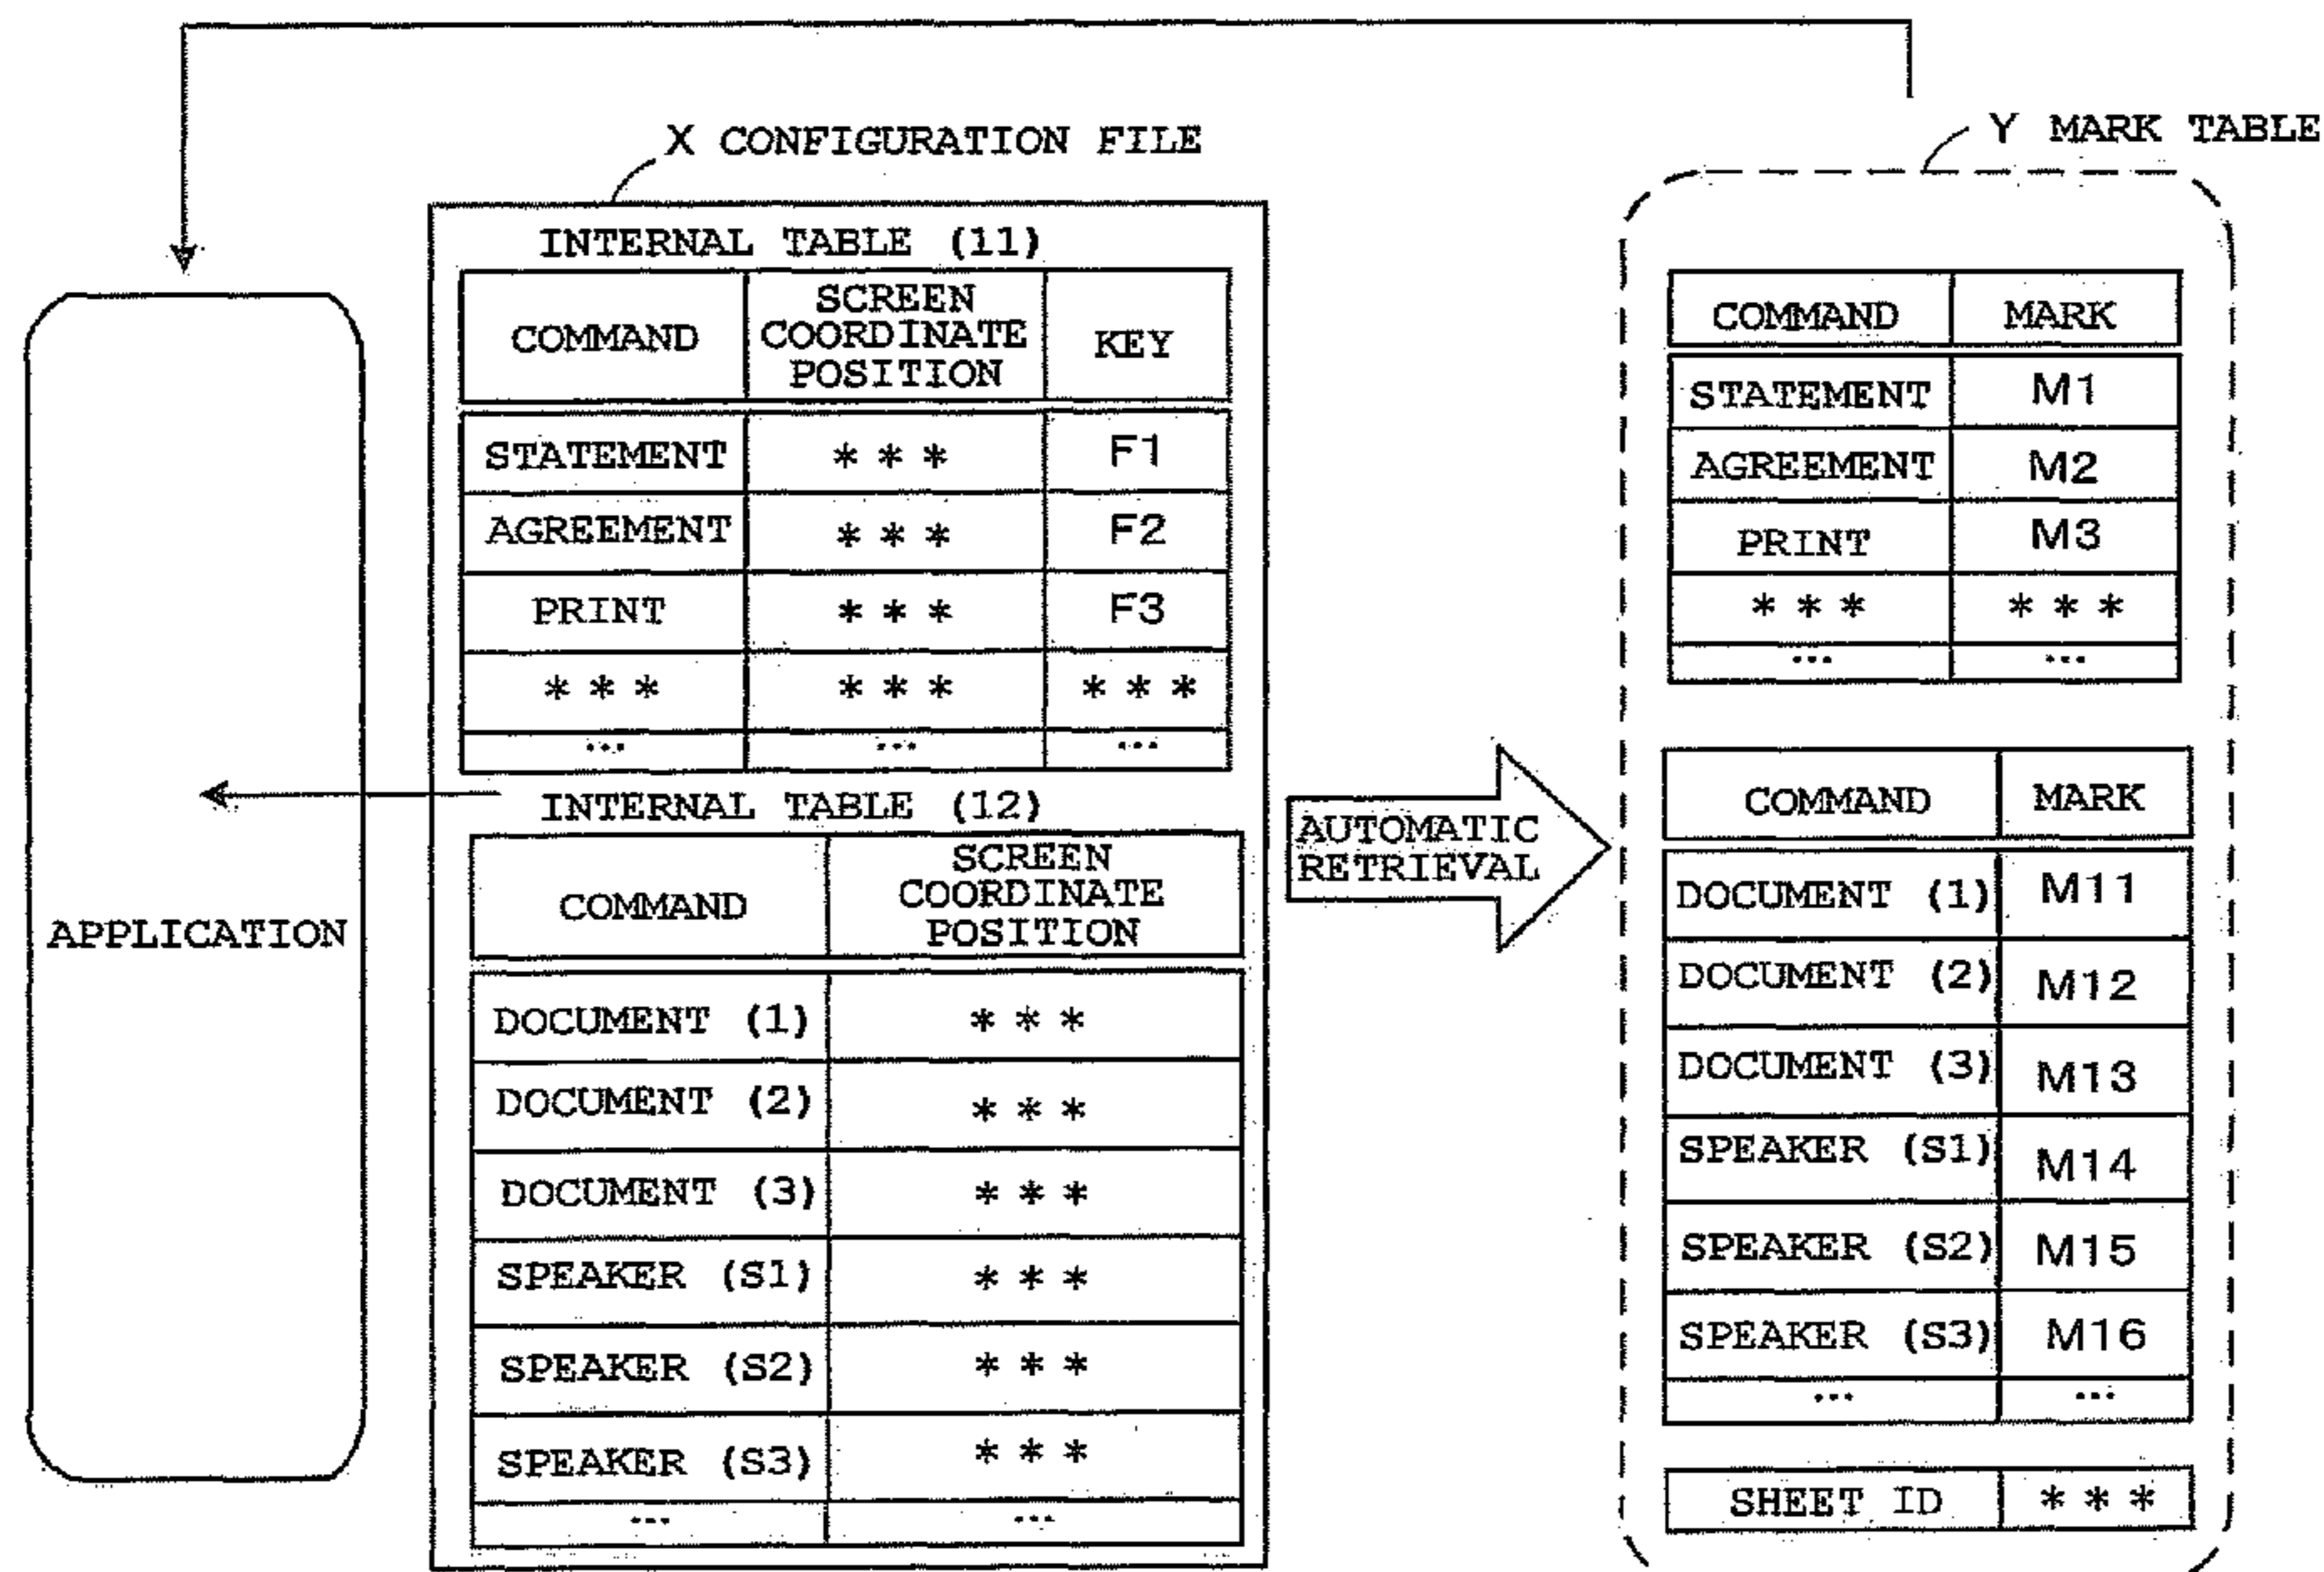 X CONFIGURATION FILE
Y MARK TABLE
APPLICATION
INTERNAL TABLE (11)
COMMAND
SCREEN
COORDINATE
POSITION
KEY
STATEMENT * * * F1
AGREEMENT * * * F2
PRINT * * * F3
* * * * * * * * *
... ... ...
INTERNAL TABLE (12)
COMMAND
SCREEN
COORDINATE
POSITION
DOCUMENT (1) * * *
DOCUMENT (2) * * *
DOCUMENT (3) * * *
SPEAKER (S1) * * *
SPEAKER (S2) * * *
SPEAKER (S3) * * *
... ...
AUTOMATIC
RETRIEVAL
COMMAND MARK
STATEMENT M1
AGREEMENT M2
PRINT M3
* * * * * *
... ...
COMMAND MARK
DOCUMENT (1) M11
DOCUMENT (2) M12
DOCUMENT (3) M13
SPEAKER (S1) M14
SPEAKER (S2) M15
SPEAKER (S3) M16
... ...
SHEET ID * * *